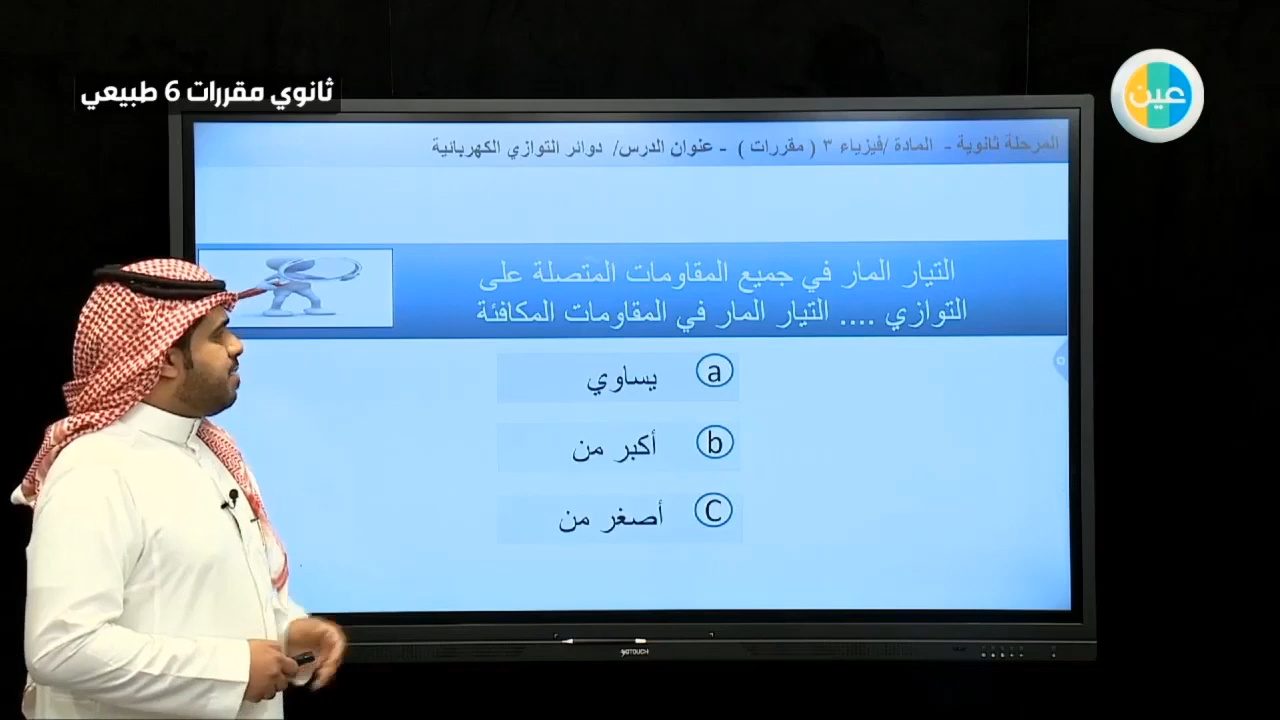 ثانوي مقررات 6 طبيعي
عين
المرحلة ثانوية - المادة /فيزياء ٣ ( مقررات ) - عنوان الدرس/ دوائر التوازي الكهربائية
التيار المار في جميع المقاومات المتصلة على
التوازي .... التيار المار في المقاومات المكافئة
a يساوي
b أكبر من
C أصغر من